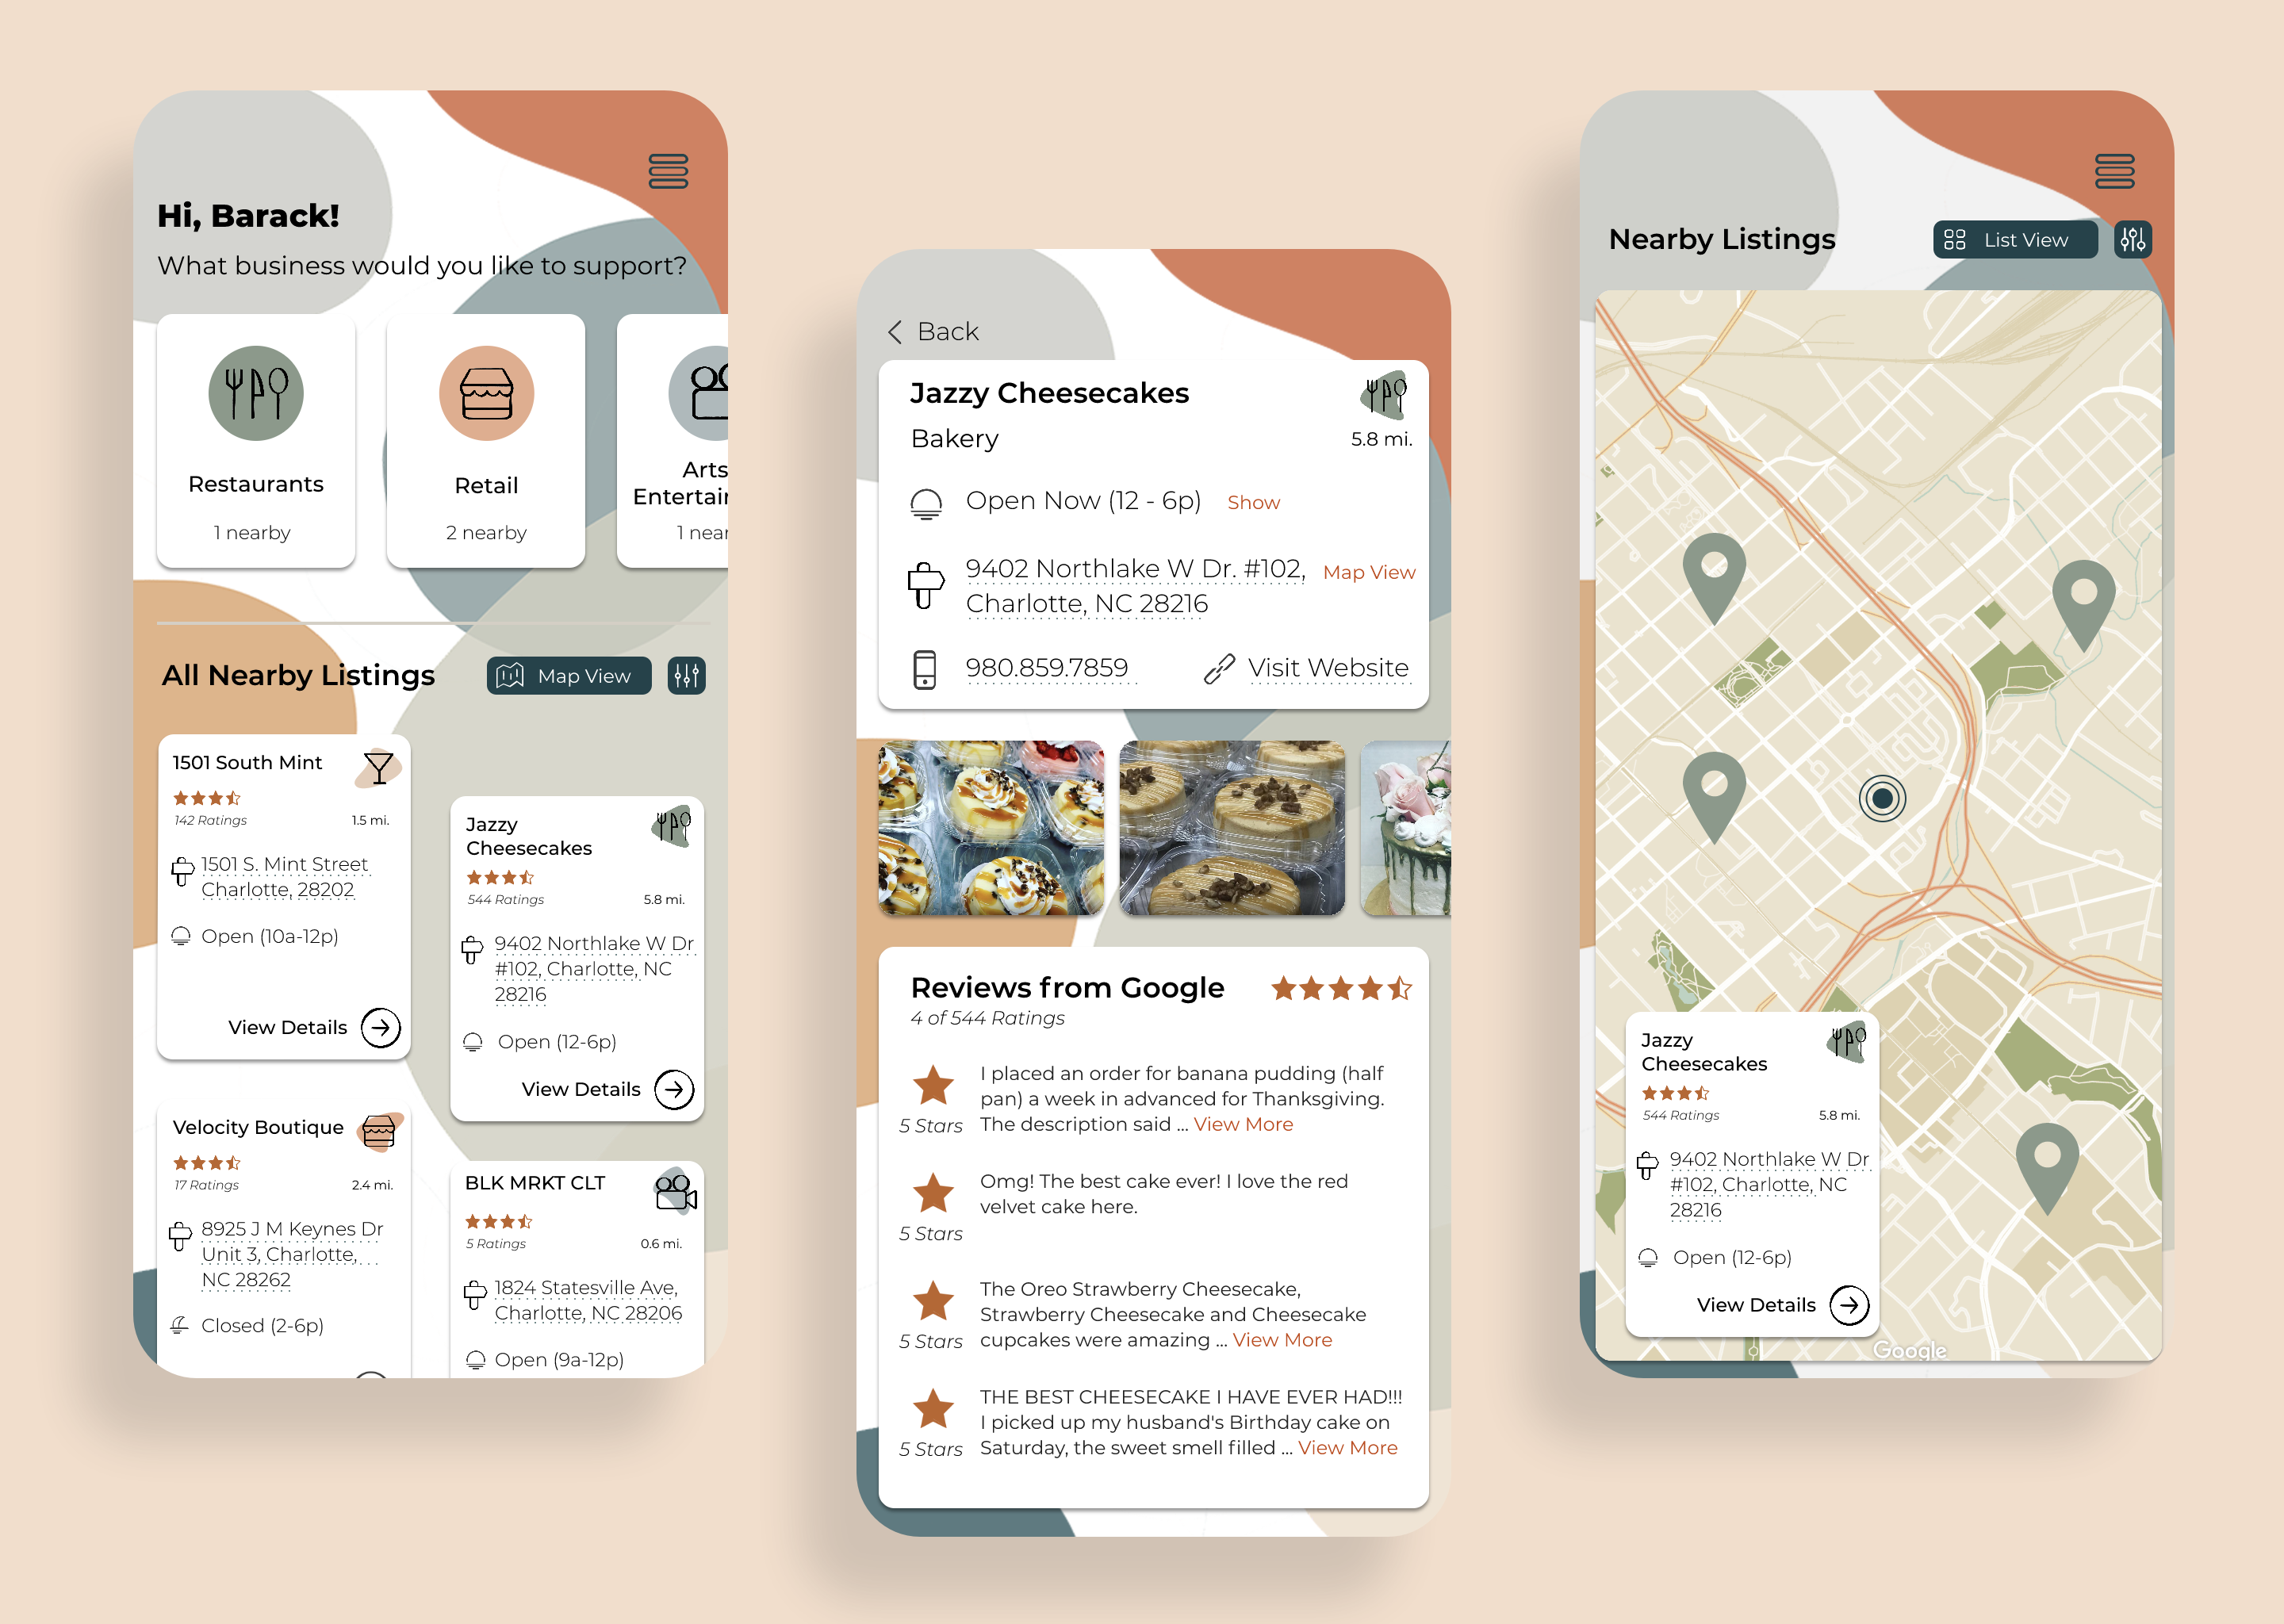 Hi, Barack!
What business would you like to support?
Restaurants
1 nearby
Retail
2 nearby
Arts
Entertai
1 near
All Nearby Listings
Map View
1501 South Mint
142 Ratings
1.5 mi.
1501 S. Mint Street
Charlotte, 28202
Open (10a-12p)
View Details
Jazzy
Cheesecakes
544 Ratings
5.8 mi.
9402 Northlake W Dr
#102, Charlotte, NC
28216
Open (12-6p)
View Details
Velocity Boutique
17 Ratings
2.4 mi.
8925 J M Keynes Dr
Unit 3, Charlotte,
NC 28262
Closed (2-6p)
BLK MRKT CLT
5 Ratings
0.6 mi.
1824 Statesville Ave,
Charlotte, NC 28206
Open (9a-12p)
Back
Jazzy Cheesecakes
Bakery
5.8 mi.
Open Now (12 - 6p) Show
9402 Northlake W Dr. #102, Map View
Charlotte, NC 28216
980.859.7859
Visit Website
Reviews from Google
4 of 544 Ratings
5 Stars
I placed an order for banana pudding (half
pan) a week in advanced for Thanksgiving.
The description said ... View More
5 Stars
Omg! The best cake ever! I love the red
velvet cake here.
5 Stars
The Oreo Strawberry Cheesecake,
Strawberry Cheesecake and Cheesecake
cupcakes were amazing ... View More
5 Stars
THE BEST CHEESECAKE I HAVE EVER HAD!!!
I picked up my husband's Birthday cake on
Saturday, the sweet smell filled ... View More
Nearby Listings
List View
Jazzy
Cheesecakes
544 Ratings
5.8 mi.
9402 Northlake W Dr
#102, Charlotte, NC
28216
Open (12-6p)
View Details
Google